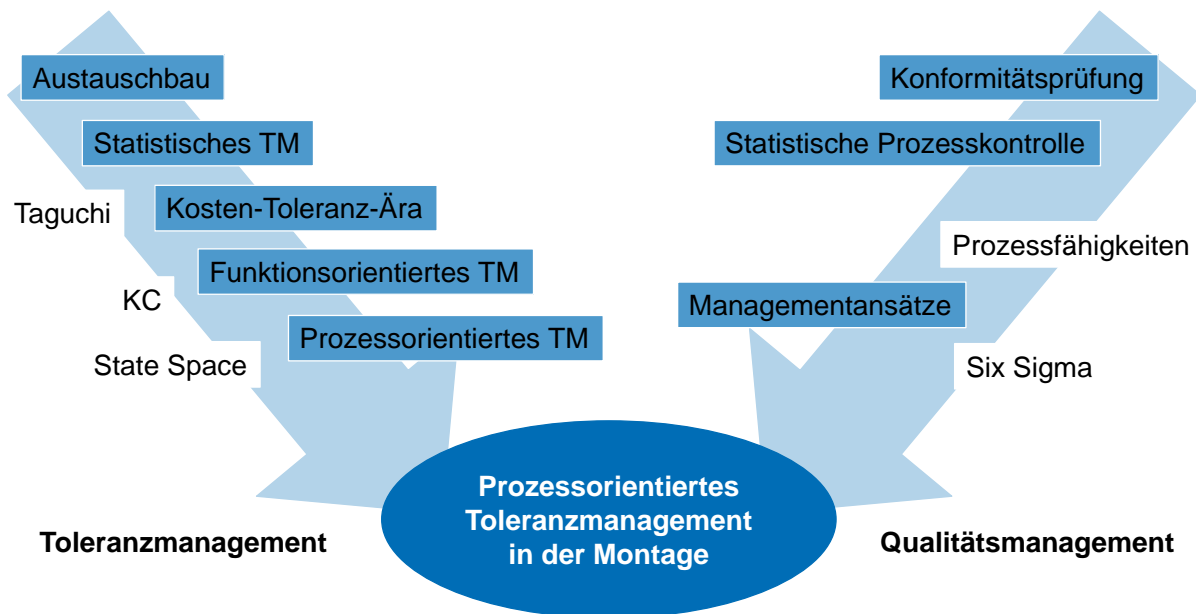 Austauschbau
Statistisches TM
Taguchi
Kosten-Toleranz-Ära
Funktionsorientiertes TM
KC
Prozessorientiertes TM
State Space
Toleranzmanagement
Konformitätsprüfung
Statistische Prozesskontrolle
Prozessfähigkeiten
Managementansätze
Six Sigma
Qualitätsmanagement
Prozessorientiertes
Toleranzmanagement
in der Montage